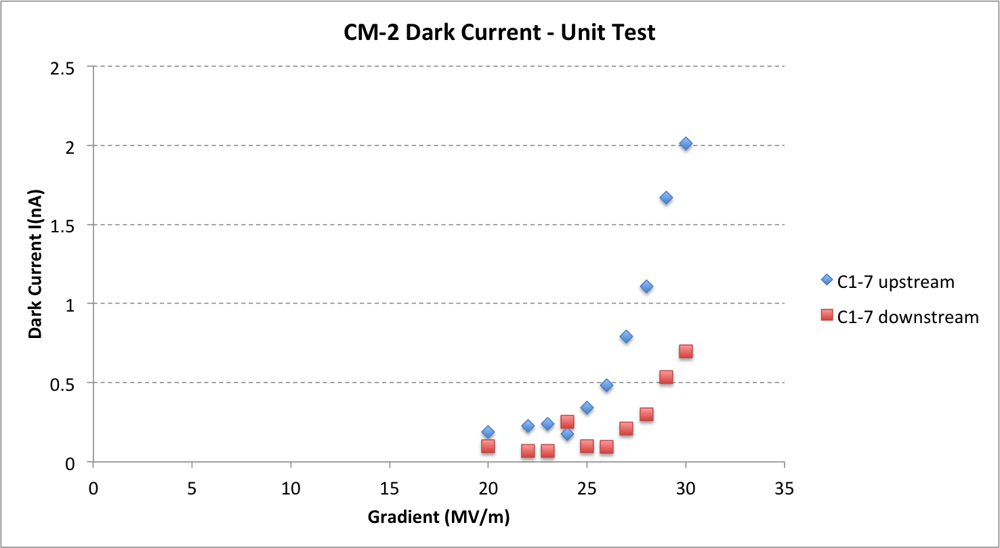 CM-2 Dark Current - Unit Test
2.5
2
1.5
1
0.5
0
Dark Current I(nA)
0 5 10 15 20 25 30 35
Gradient (MV/m)
C1-7 upstream
C1-7 downstream